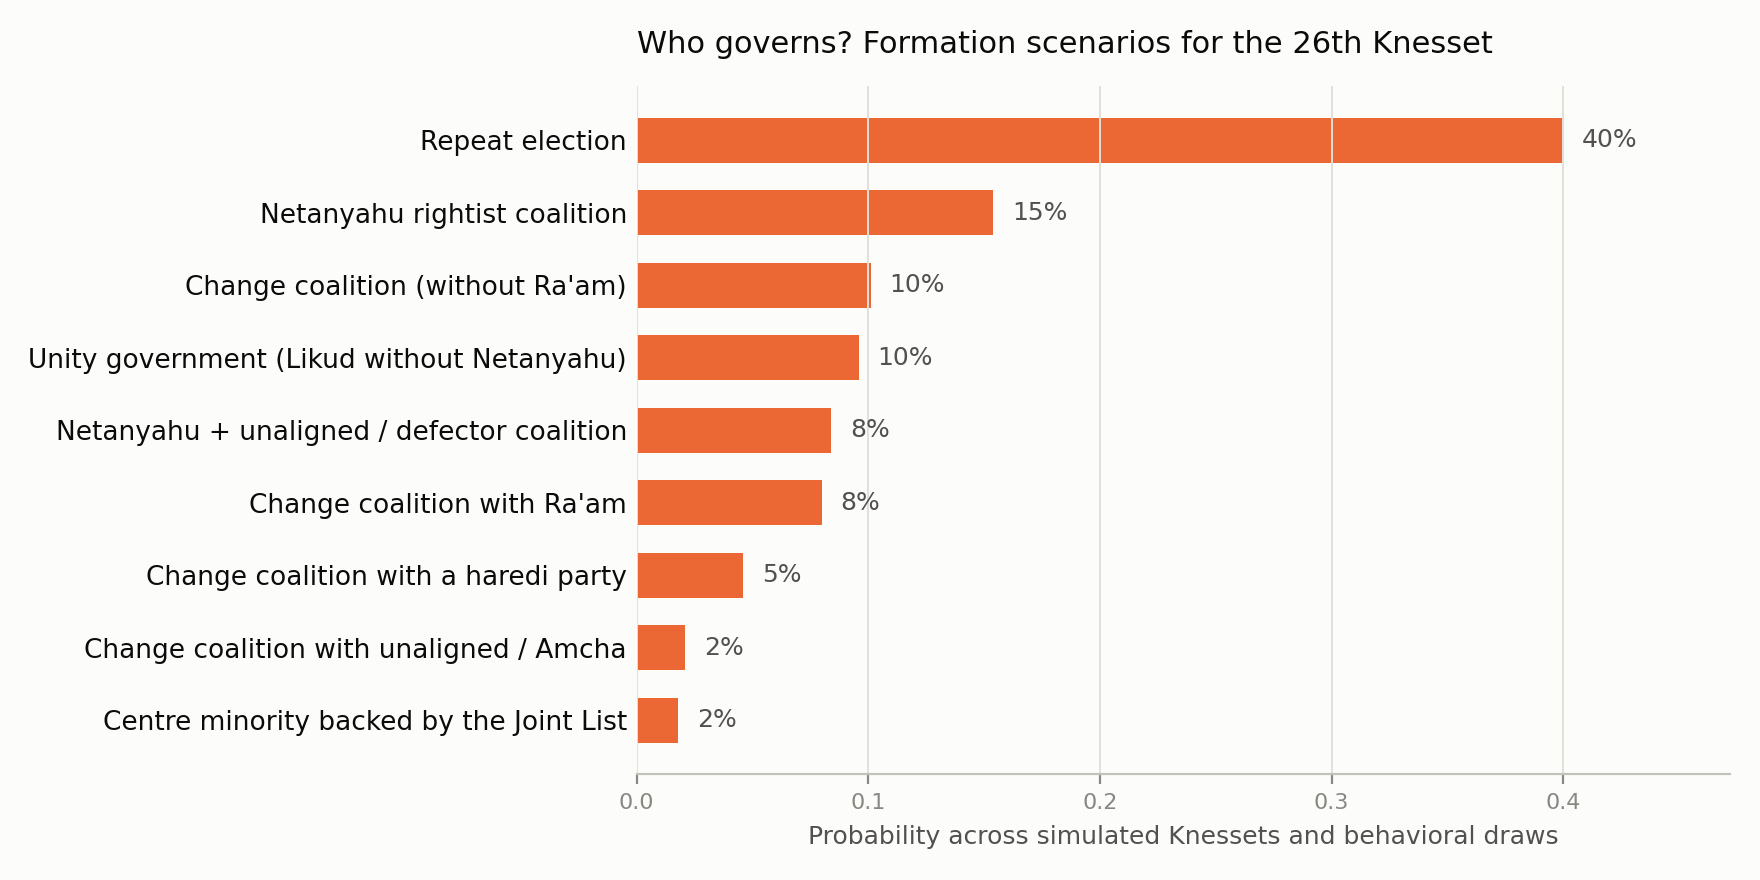 Who governs? Formation scenarios for the 26th Knesset
Repeat election 40%
Netanyahu rightist coalition 15%
Change coalition (without Ra'am) 10%
Unity government (Likud without Netanyahu) 10%
Netanyahu + unaligned / defector coalition 8%
Change coalition with Ra'am 8%
Change coalition with a haredi party 5%
Change coalition with unaligned / Amcha 2%
Centre minority backed by the Joint List 2%
0.0 0.1 0.2 0.3 0.4
Probability across simulated Knessets and behavioral draws